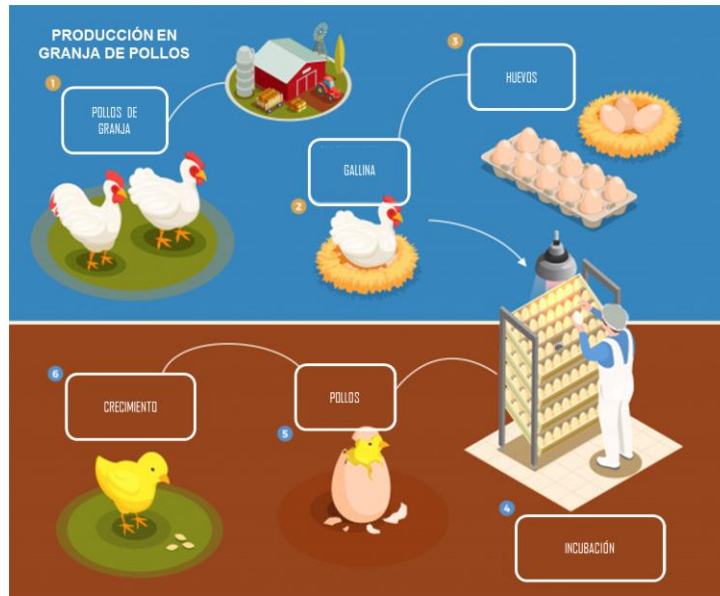 PRODUCCIÓN EN
GRANJA DE POLLOS
1
POLLOS DE
GRANJA
2
GALLINA
3
HUEVOS
4
INCUBACIÓN
5
POLLOS
6
CRECIMIENTO